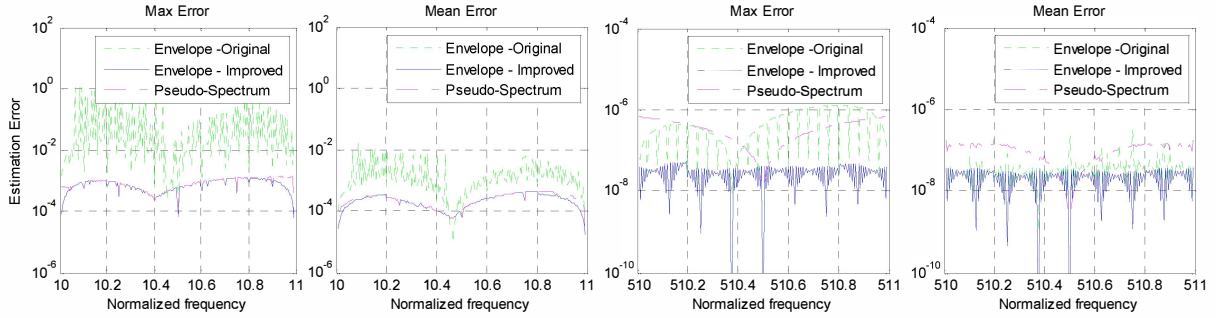 Max Error
Mean Error
Max Error
Mean Error
Estimation Error
10^2
10^0
10^-2
10^-4
10^-6
Envelope -Original
Envelope - Improved
Pseudo-Spectrum
10 10.2 10.4 10.6 10.8 11
Normalized frequency
10^2
10^0
10^-2
10^-4
10^-6
Envelope -Original
Envelope - Improved
Pseudo-Spectrum
10 10.2 10.4 10.6 10.8 11
Normalized frequency
10^-4
10^-6
10^-8
10^-10
Envelope -Original
Envelope - Improved
Pseudo-Spectrum
510 510.2 510.4 510.6 510.8 511
Normalized frequency
10^-4
10^-6
10^-8
10^-10
Envelope -Original
Envelope - Improved
Pseudo-Spectrum
510 510.2 510.4 510.6 510.8 511
Normalized frequency